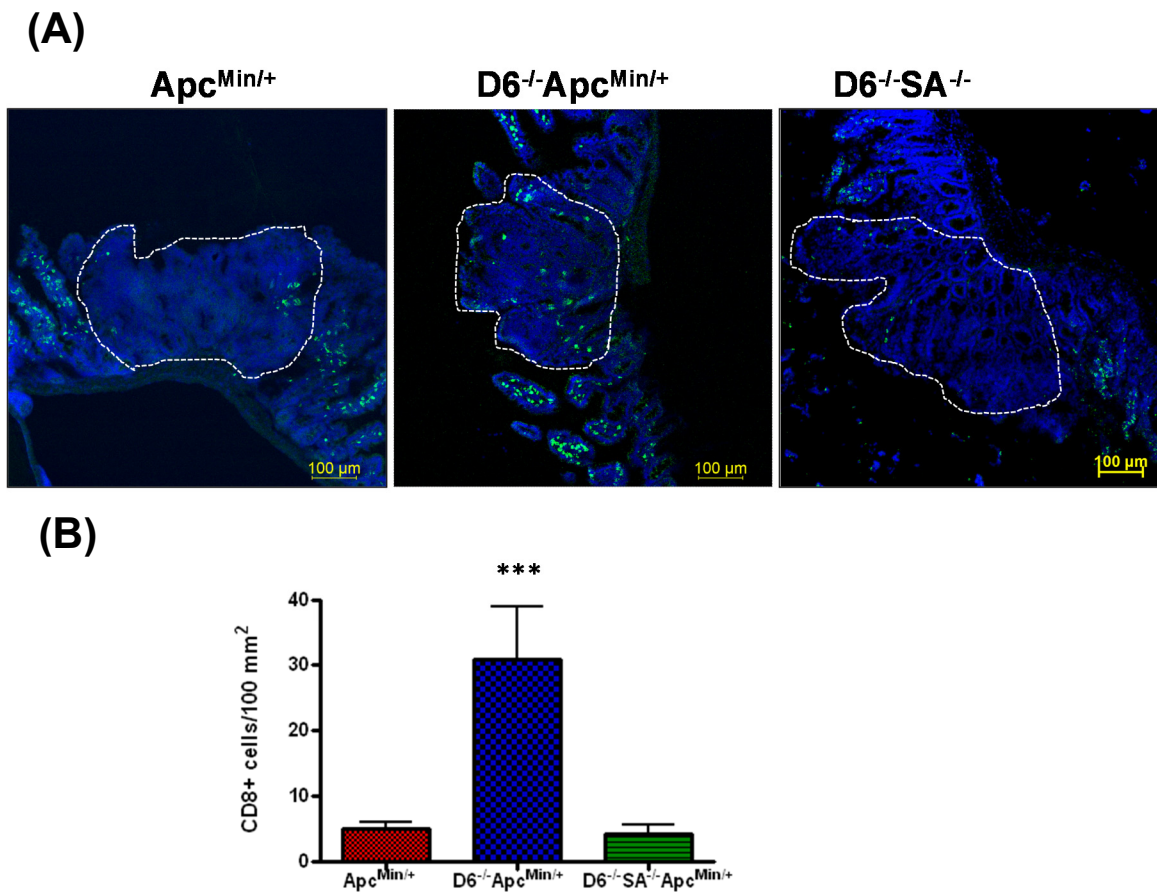 (A)
Apc^Min/+ D6^-/-Apc^Min/+ D6^-/-SA^-/-
100 µm 100 µm 100 µm
(B)
***
CD8+ cells/100 mm²
40
30
20
10
0
Apc^Min/+ D6^-/-Apc^Min/+ D6^-/-SA^-/-Apc^Min/+